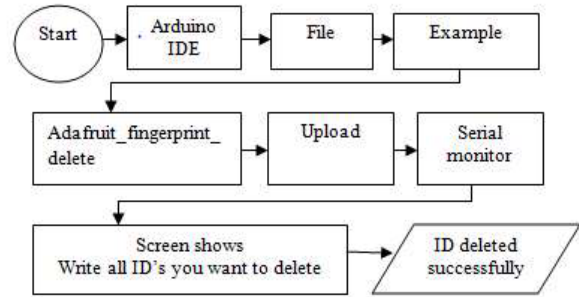 Start
Arduino
IDE
File
Example
Adafruit_fingerprint_
delete
Upload
Serial
monitor
Screen shows
Write all ID's you want to delete
ID deleted
successfully